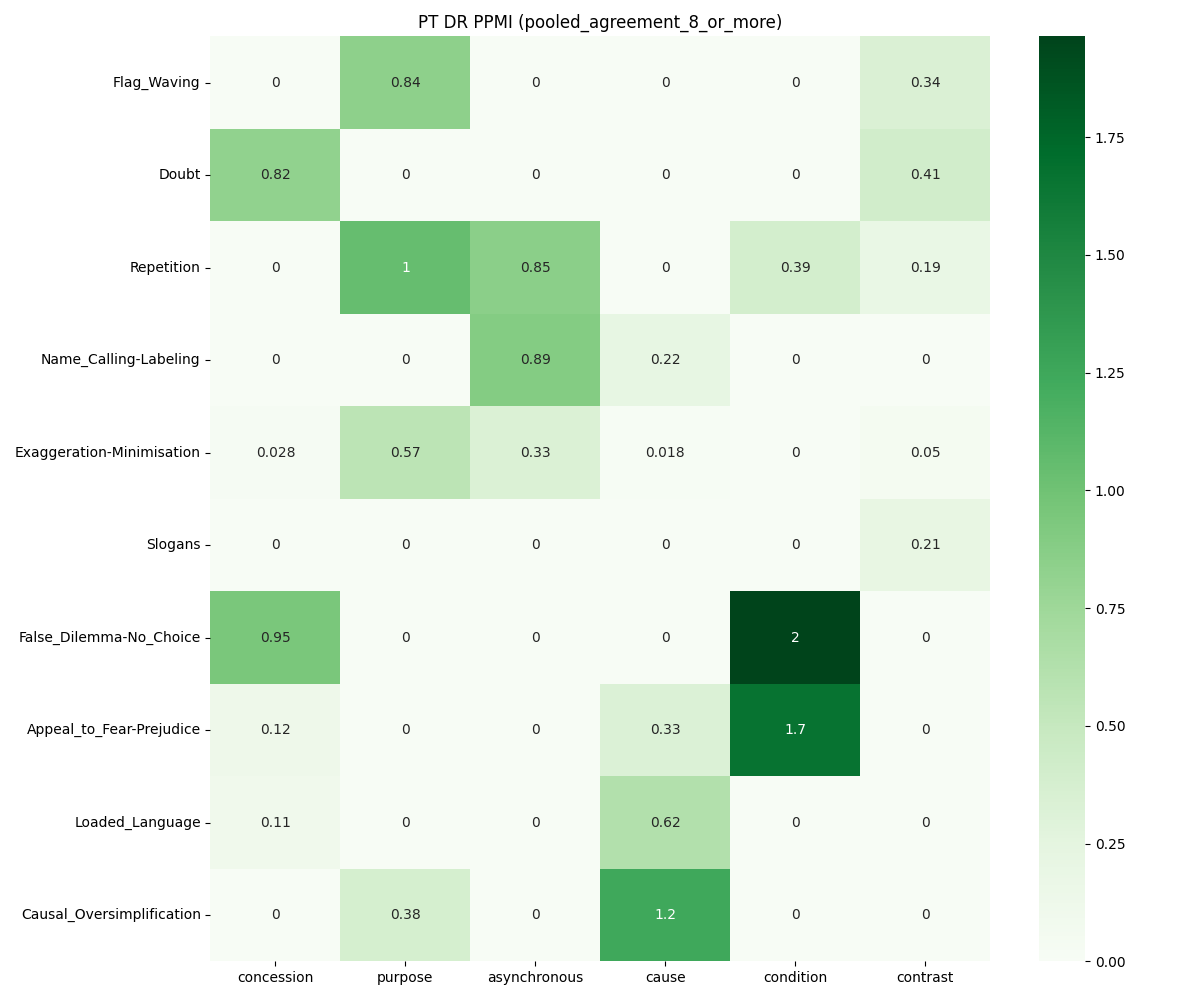 PT DR PPMI (pooled_agreement_8_or_more)
Flag_Waving 0 0.84 0 0 0 0.34
Doubt 0.82 0 0 0 0 0.41
Repetition 0 1 0.85 0 0.39 0.19
Name_Calling-Labeling 0 0 0.89 0.22 0 0
Exaggeration-Minimisation 0.028 0.57 0.33 0.018 0 0.05
Slogans 0 0 0 0 0 0.21
False_Dilemma-No_Choice 0.95 0 0 0 2 0
Appeal_to_Fear-Prejudice 0.12 0 0 0.33 1.7 0
Loaded_Language 0.11 0 0 0.62 0 0
Causal_Oversimplification 0 0.38 0 1.2 0 0
concession purpose asynchronous cause condition contrast
1.75
1.50
1.25
1.00
0.75
0.50
0.25
0.00